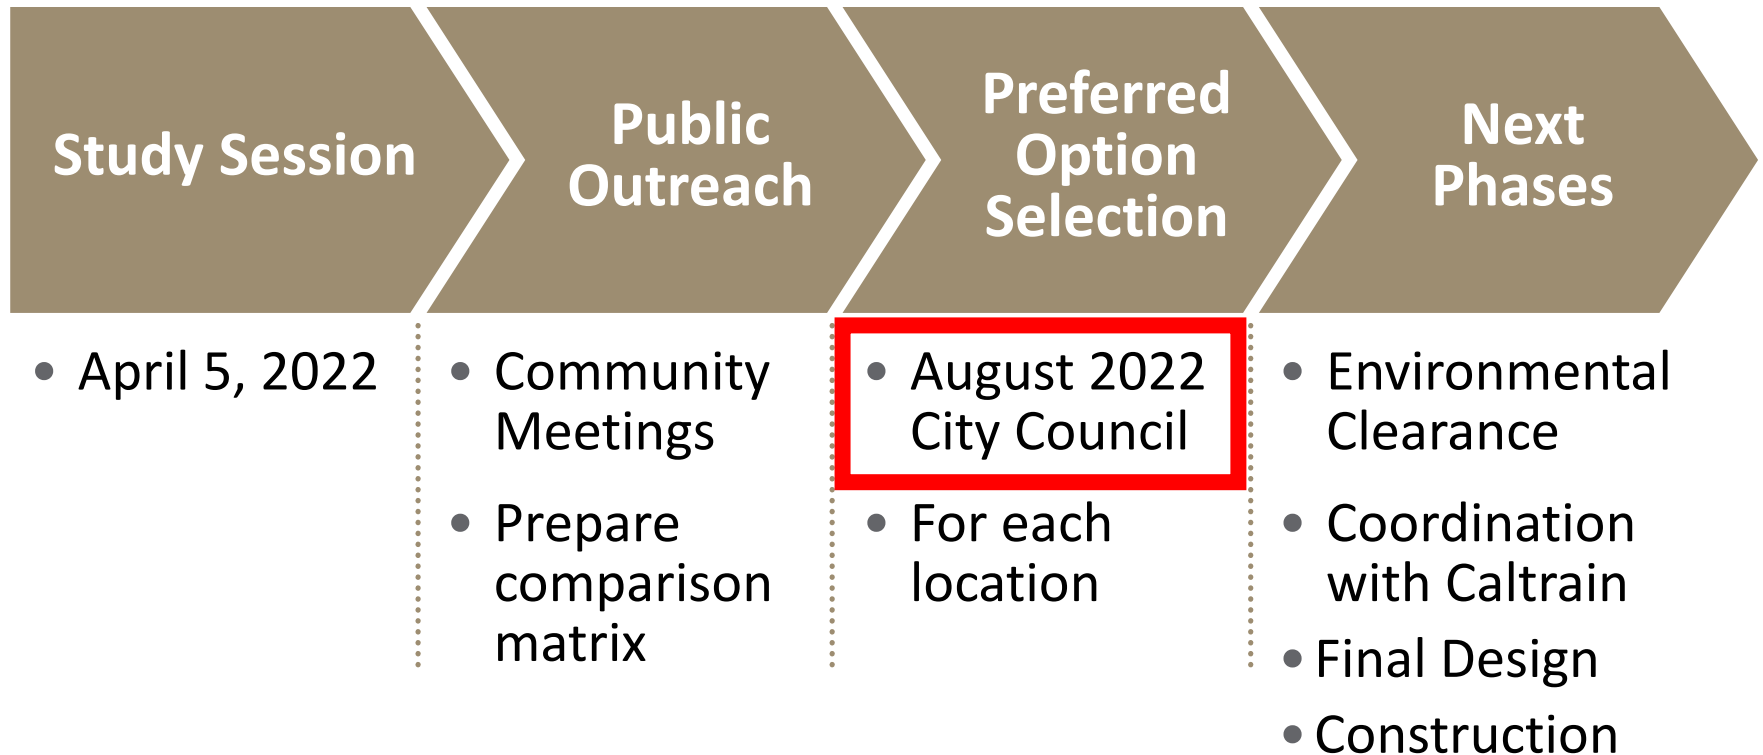 Study Session
Public
Outreach
Preferred
Option
Selection
Next
Phases
• April 5, 2022
• Community
Meetings
• Prepare
comparison
matrix
• August 2022
City Council
• For each
location
• Environmental
Clearance
• Coordination
with Caltrain
• Final Design
• Construction